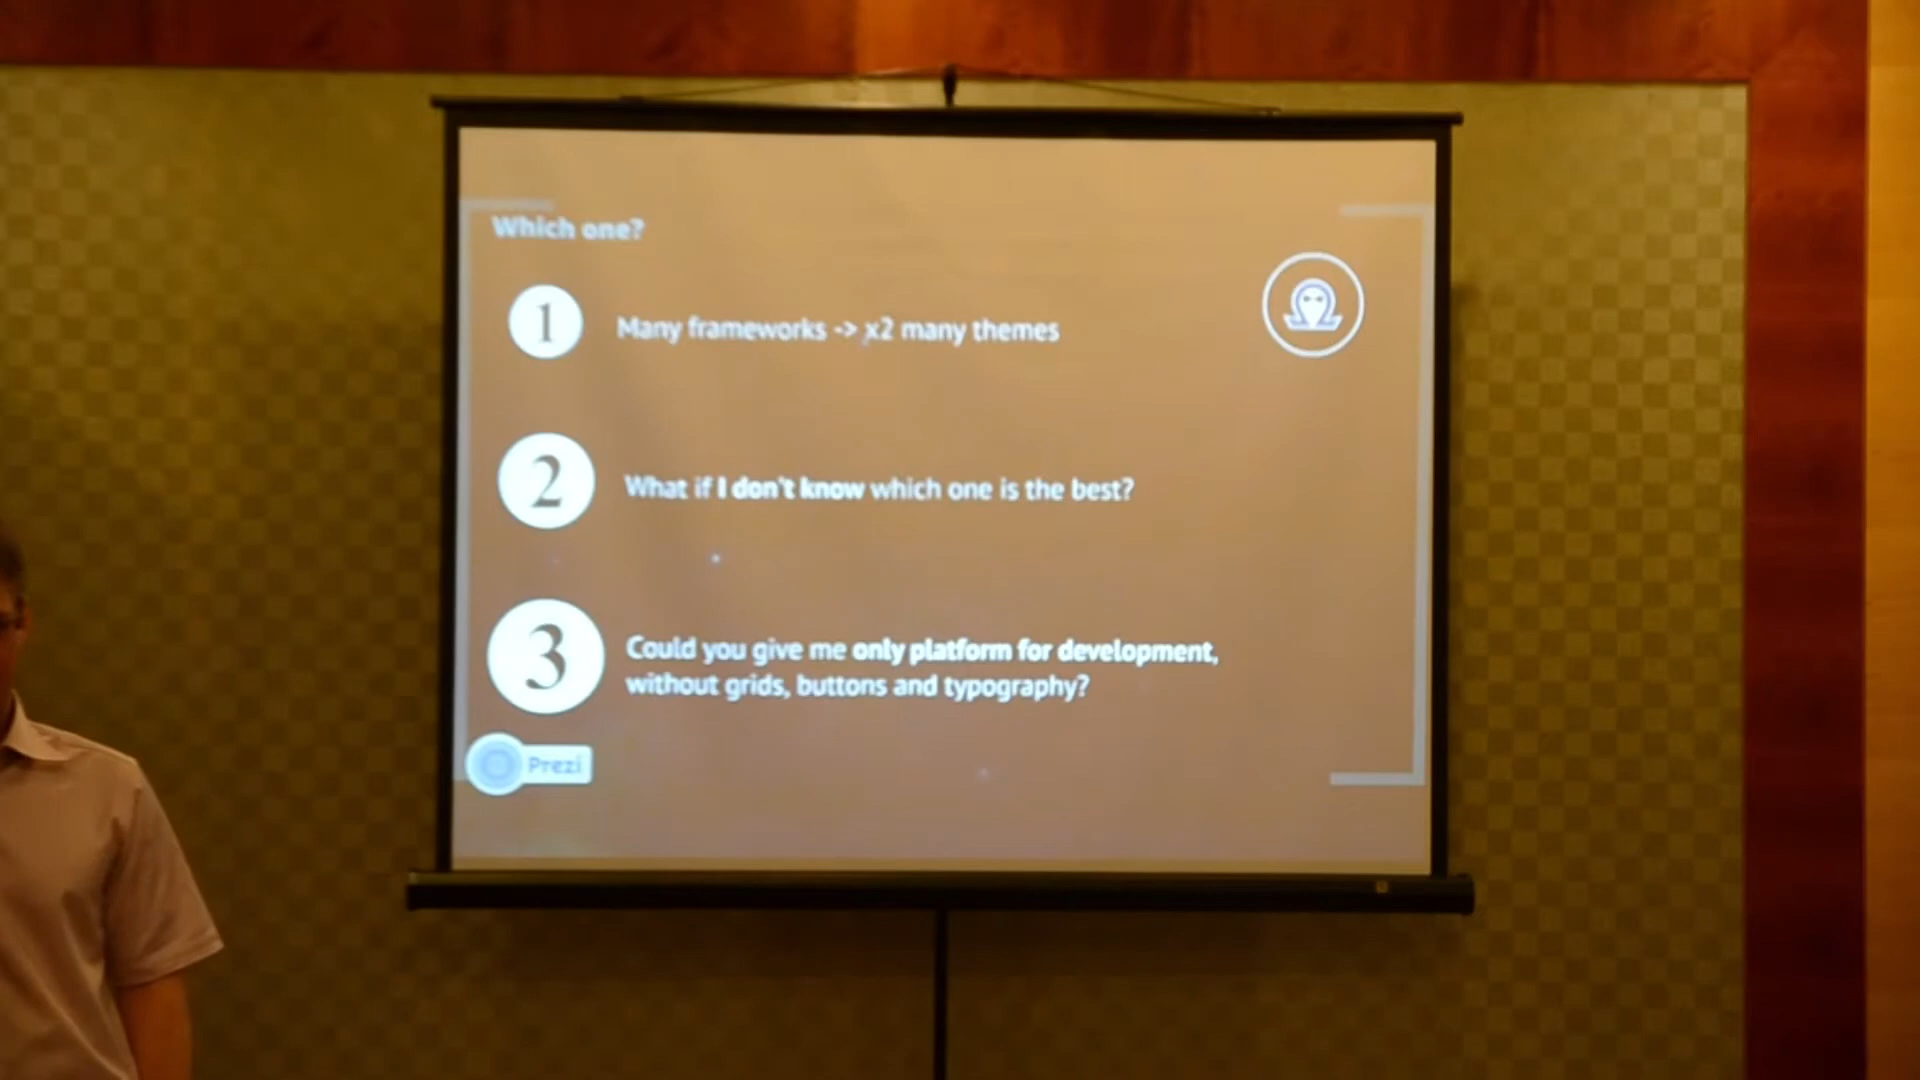 Which one?
1
Many frameworks -> x2 many themes
2
What if I don't know which one is the best?
3
Could you give me only platform for development,
without grids, buttons and typography?
Prezi